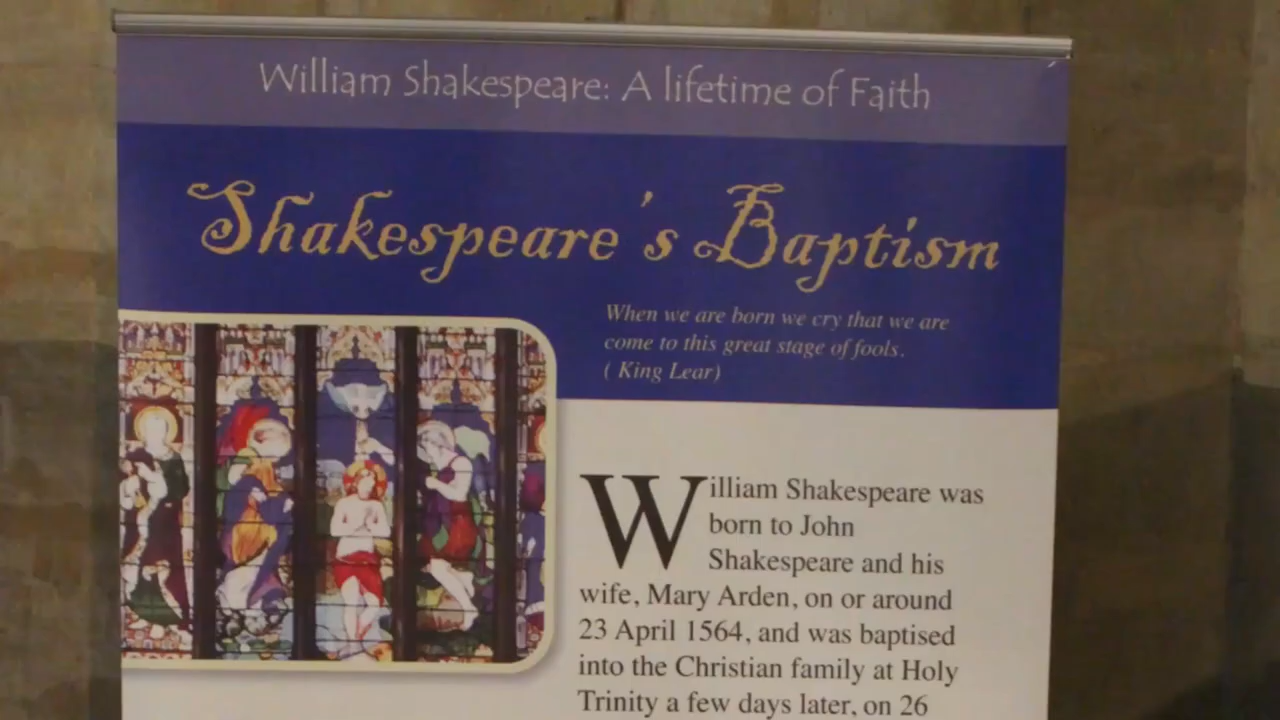 William Shakespeare: A lifetime of Faith
Shakespeare's Baptism
When we are born we cry that we are
come to this great stage of fools.
( King Lear)
William Shakespeare was
born to John
Shakespeare and his
wife, Mary Arden, on or around
23 April 1564, and was baptised
into the Christian family at Holy
Trinity a few days later, on 26